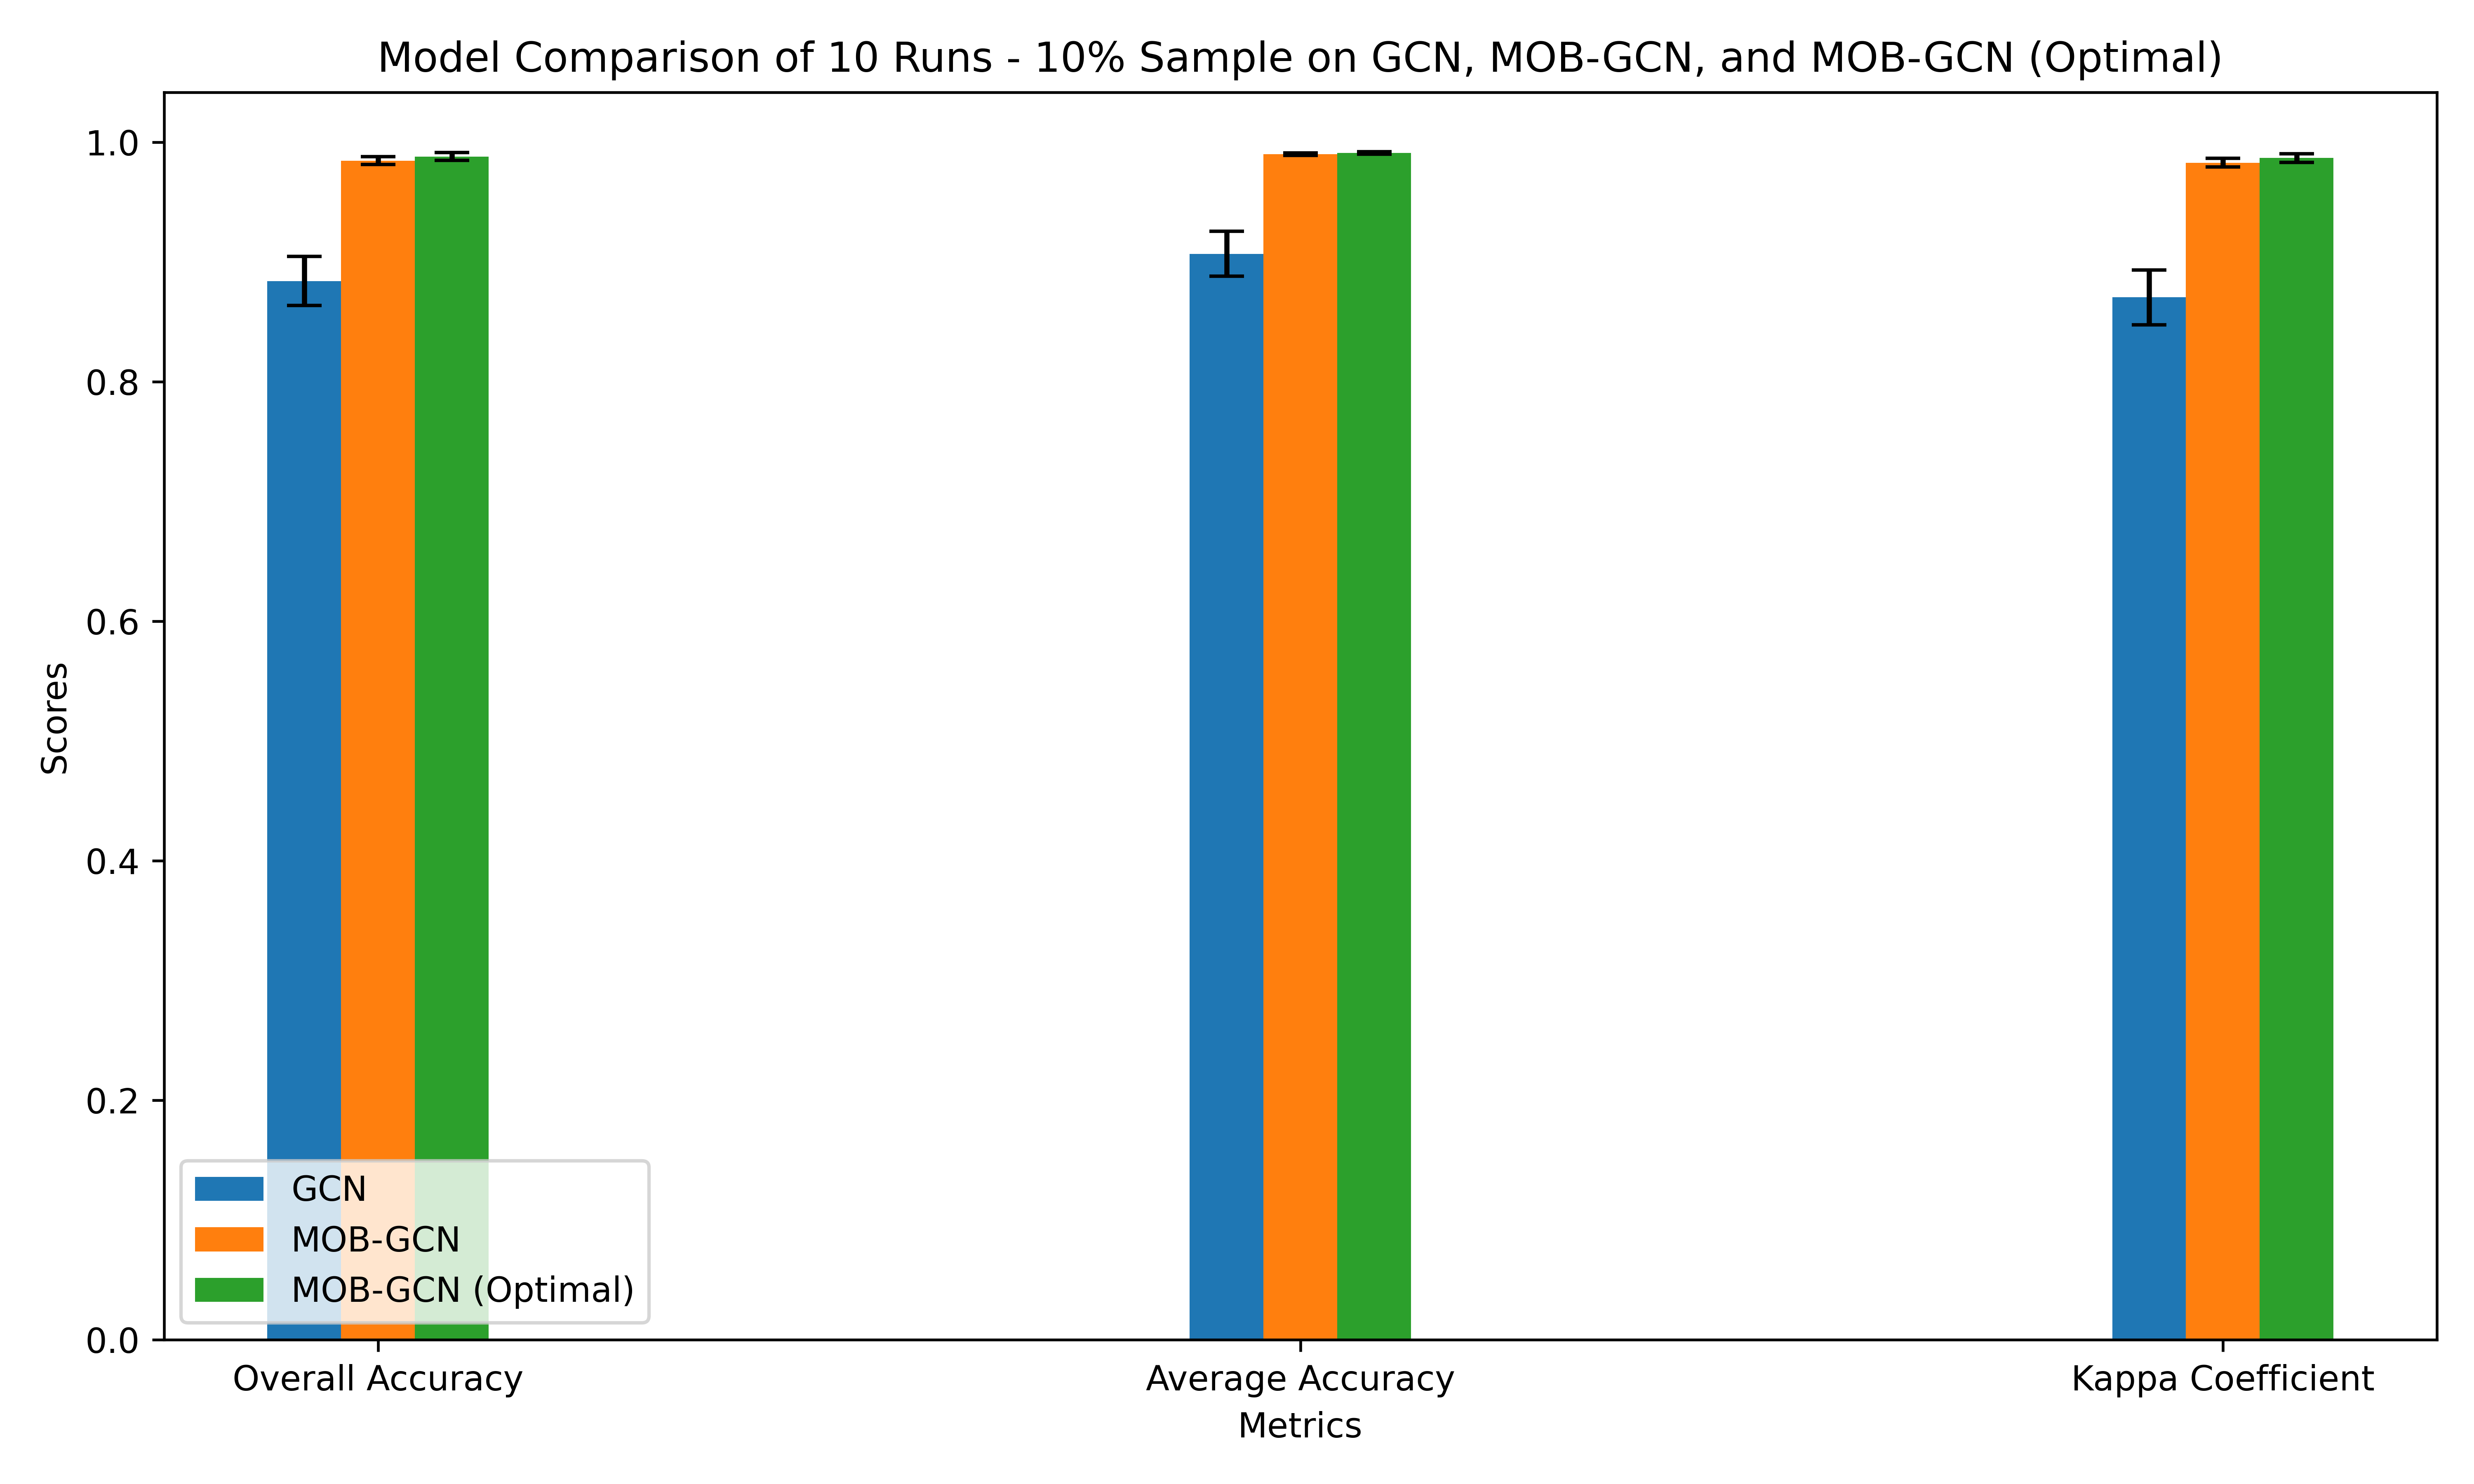 Model Comparison of 10 Runs - 10% Sample on GCN, MOB-GCN, and MOB-GCN (Optimal)
1.0
0.8
0.6
0.4
0.2
0.0
Scores
GCN
MOB-GCN
MOB-GCN (Optimal)
Overall Accuracy
Average Accuracy
Kappa Coefficient
Metrics